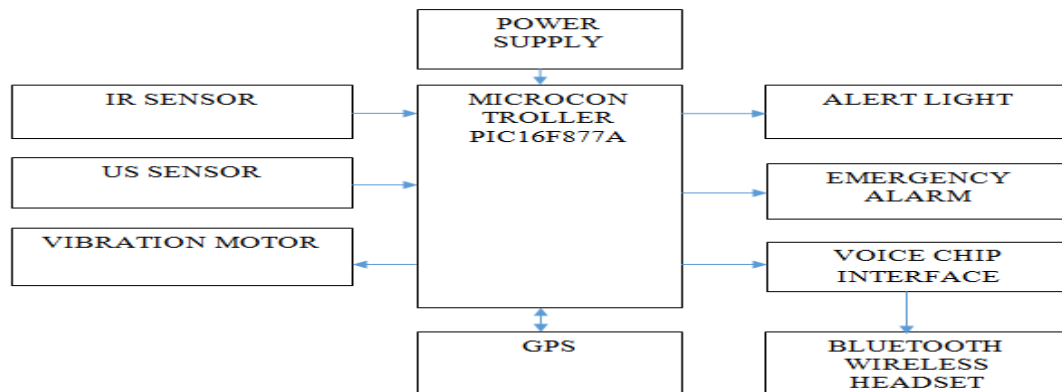 POWER
SUPPLY
IR SENSOR
MICROCON
TROLLER
PIC16F877A
ALERT LIGHT
US SENSOR
EMERGENCY
ALARM
VIBRATION MOTOR
VOICE CHIP
INTERFACE
GPS
BLUETOOTH
WIRELESS
HEADSET